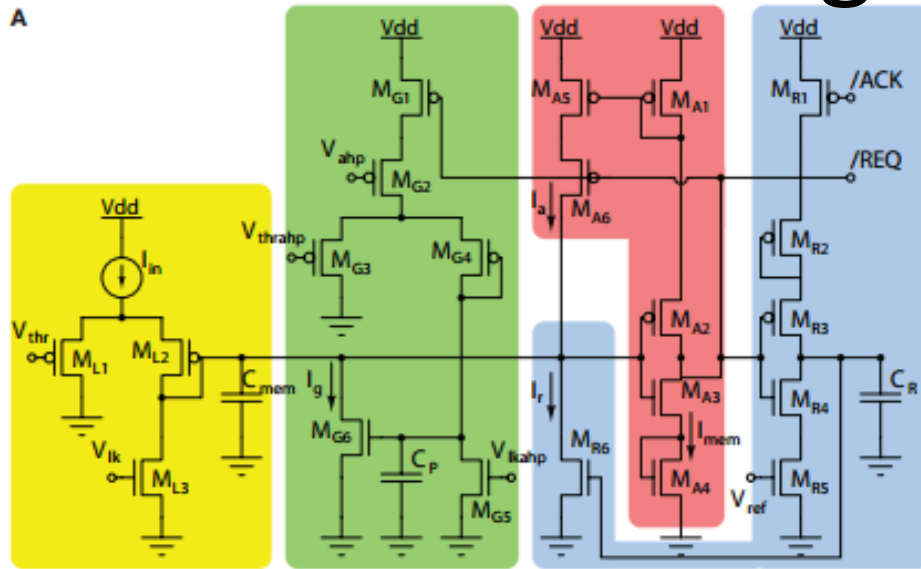 A
Vdd
Vdd
Vdd
Vdd
Vdd
MG1
MA5
MA1
MR1
/ACK
Vahp
MG2
/REQ
Ia
MA6
Vthrahp
MG3
MG4
MR2
Iin
Vthr
ML1
ML2
MA2
MR3
Cmem
Ig
Ir
MA3
CR
MG6
MR6
Imem
MR4
Vlk
ML3
CP
Vlkahp
MA4
MG5
Vref
MR5